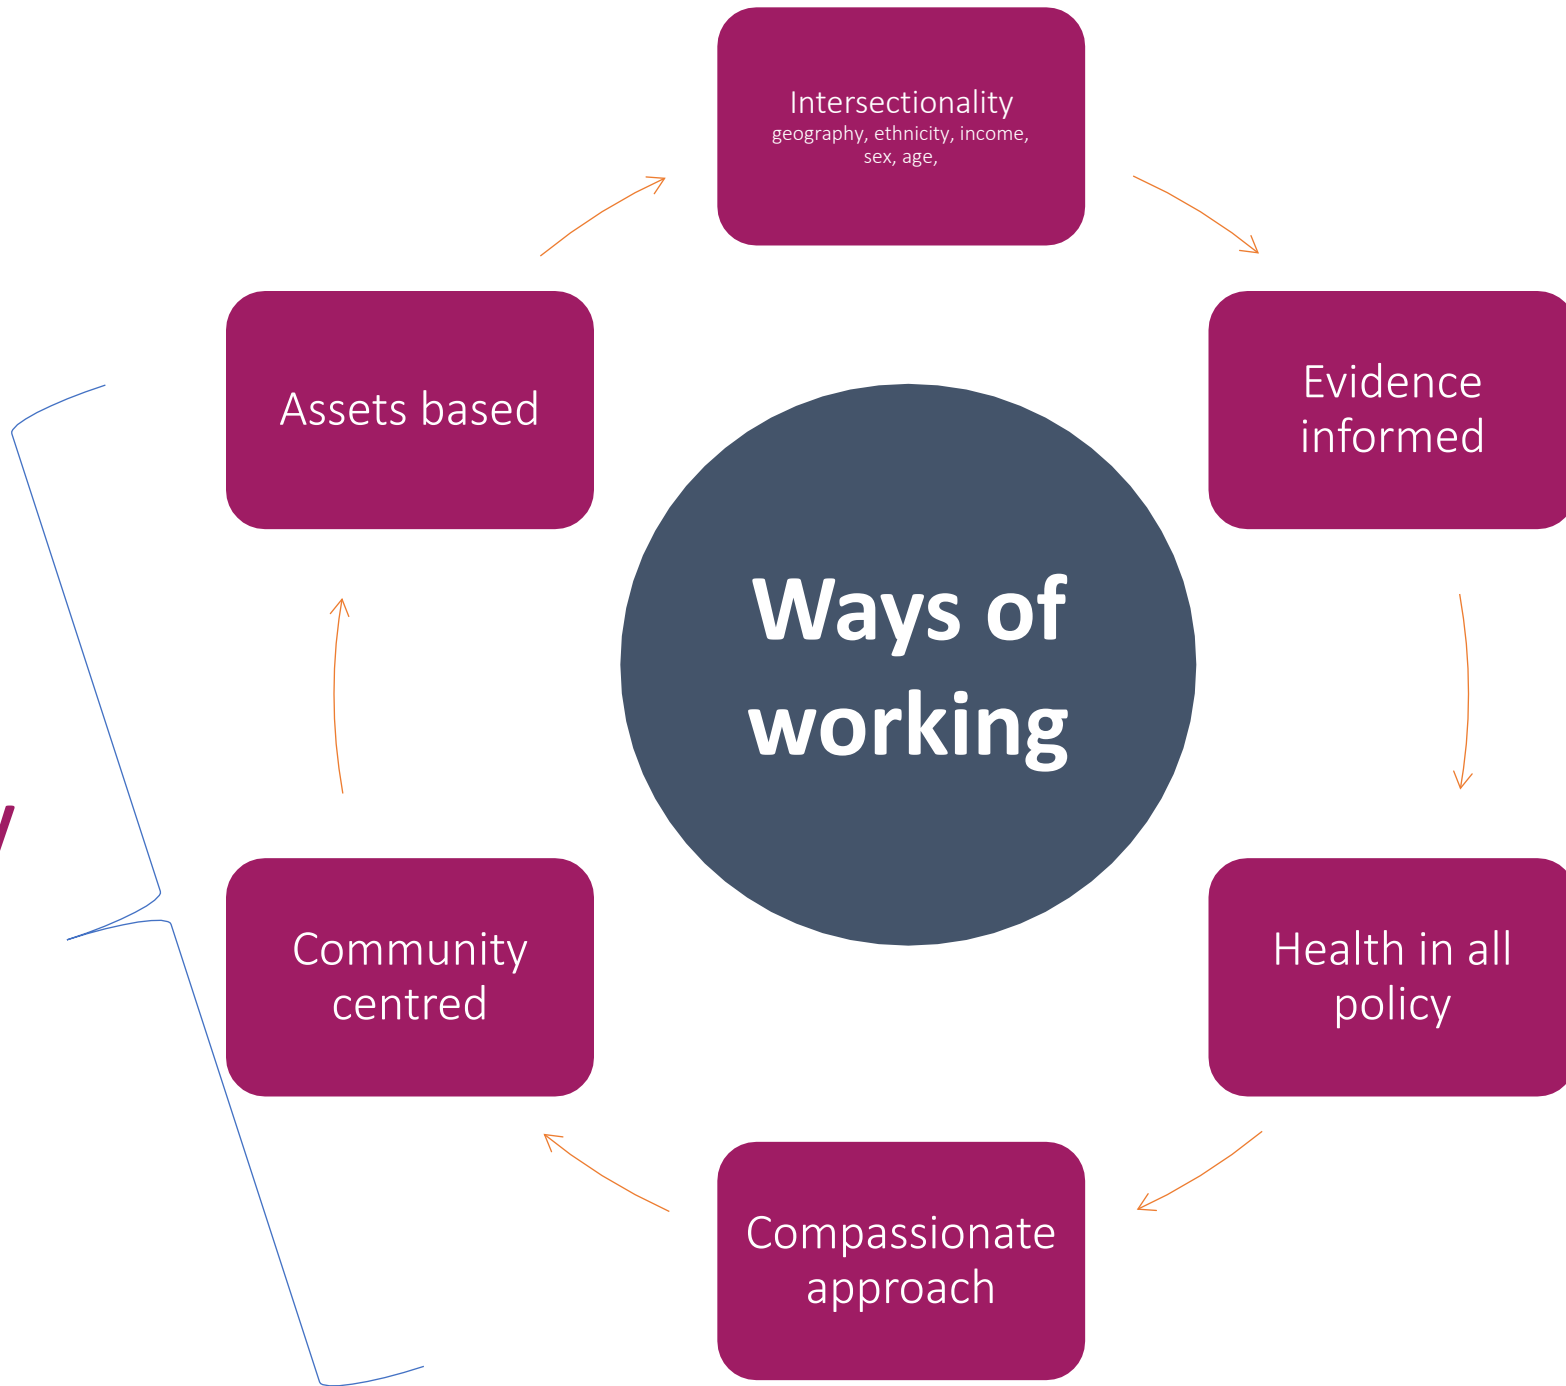 Intersectionality
geography, ethnicity, income,
sex, age,
Evidence
informed
Health in all
policy
Compassionate
approach
Community
centred
Assets based
Ways of
working